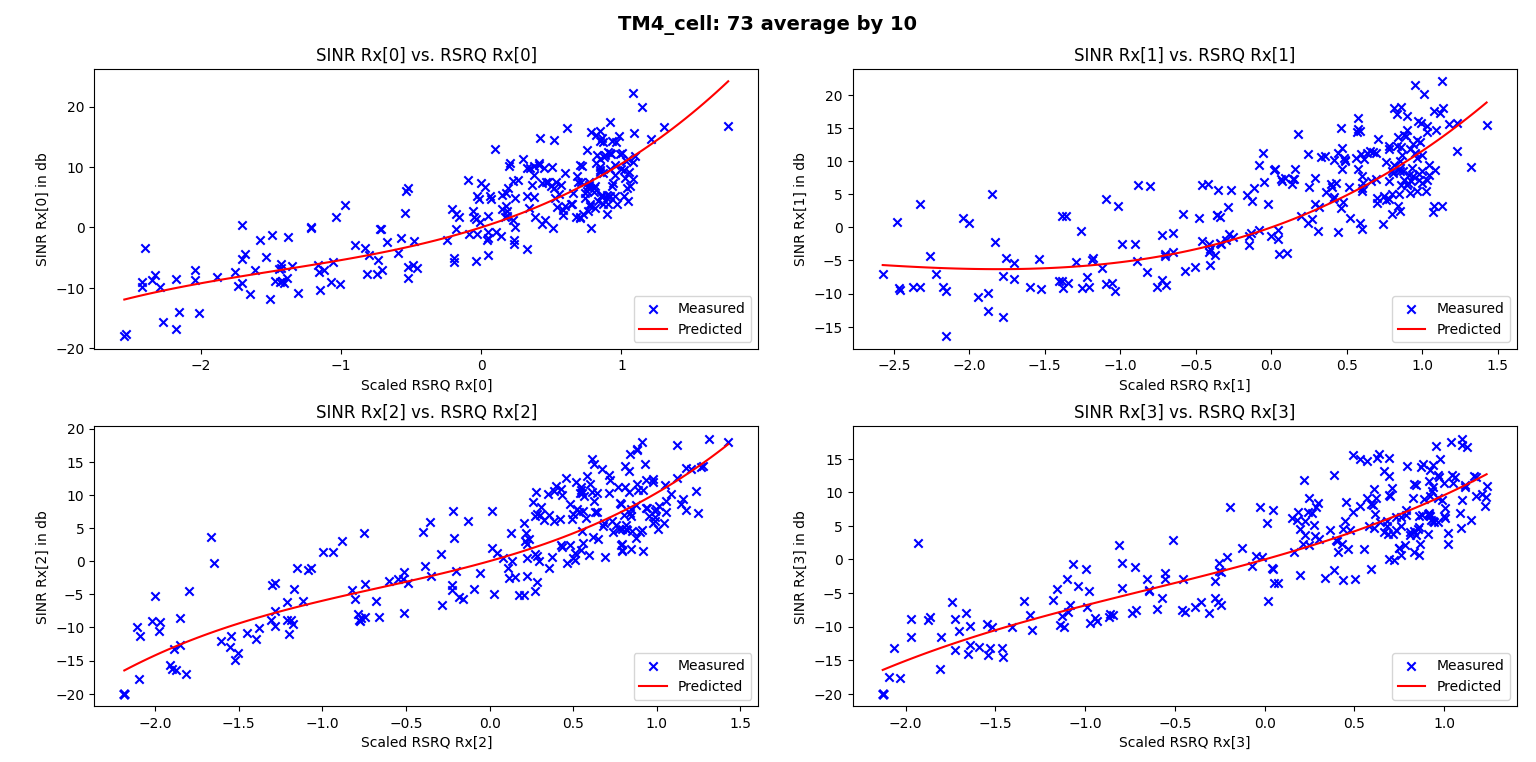 TM4_cell: 73 average by 10
SINR Rx[0] vs. RSRQ Rx[0]
SINR Rx[0] in db
20
10
0
−10
−20
−2
−1
0
1
Scaled RSRQ Rx[0]
Measured
Predicted
SINR Rx[1] vs. RSRQ Rx[1]
SINR Rx[1] in db
20
15
10
5
0
−5
−10
−15
−2.5
−2.0
−1.5
−1.0
−0.5
0.0
0.5
1.0
1.5
Scaled RSRQ Rx[1]
Measured
Predicted
SINR Rx[2] vs. RSRQ Rx[2]
SINR Rx[2] in db
20
15
10
5
0
−5
−10
−15
−20
−2.0
−1.5
−1.0
−0.5
0.0
0.5
1.0
1.5
Scaled RSRQ Rx[2]
Measured
Predicted
SINR Rx[3] vs. RSRQ Rx[3]
SINR Rx[3] in db
15
10
5
0
−5
−10
−15
−20
−2.0
−1.5
−1.0
−0.5
0.0
0.5
1.0
Scaled RSRQ Rx[3]
Measured
Predicted